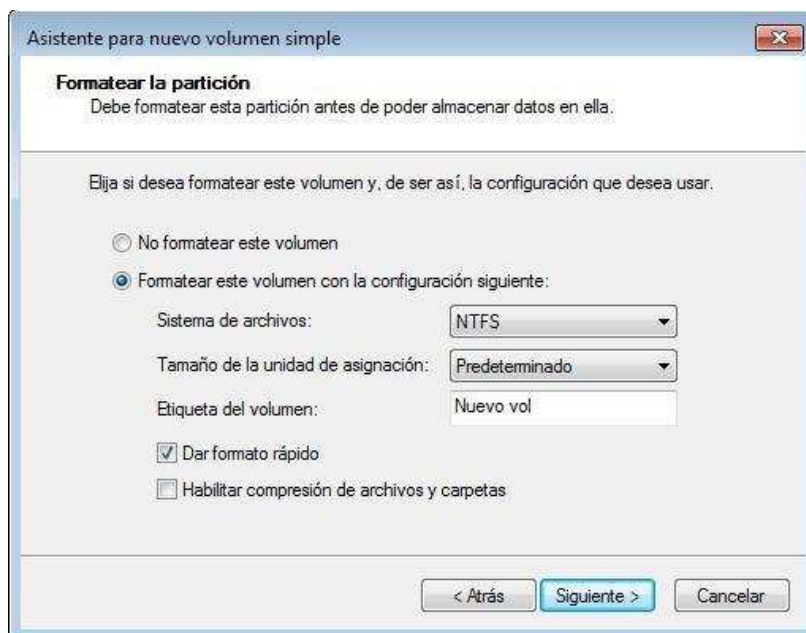 Asistente para nuevo volumen simple
Formatear la partición
Debe formatear esta partición antes de poder almacenar datos en ella.
Elija si desea formatear este volumen y, de ser así, la configuración que desea usar.
No formatear este volumen
Formatear este volumen con la configuración siguiente:
Sistema de archivos: NTFS
Tamaño de la unidad de asignación: Predeterminado
Etiqueta del volumen: Nuevo vol
Dar formato rápido
Habilitar compresión de archivos y carpetas
< Atrás Siguiente > Cancelar